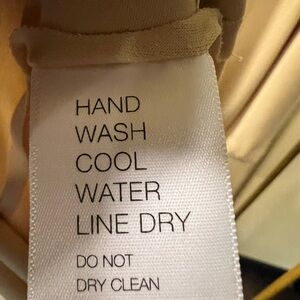 HAND
WASH
COOL
WATER
LINE DRY
DO NOT
DRY CLEAN